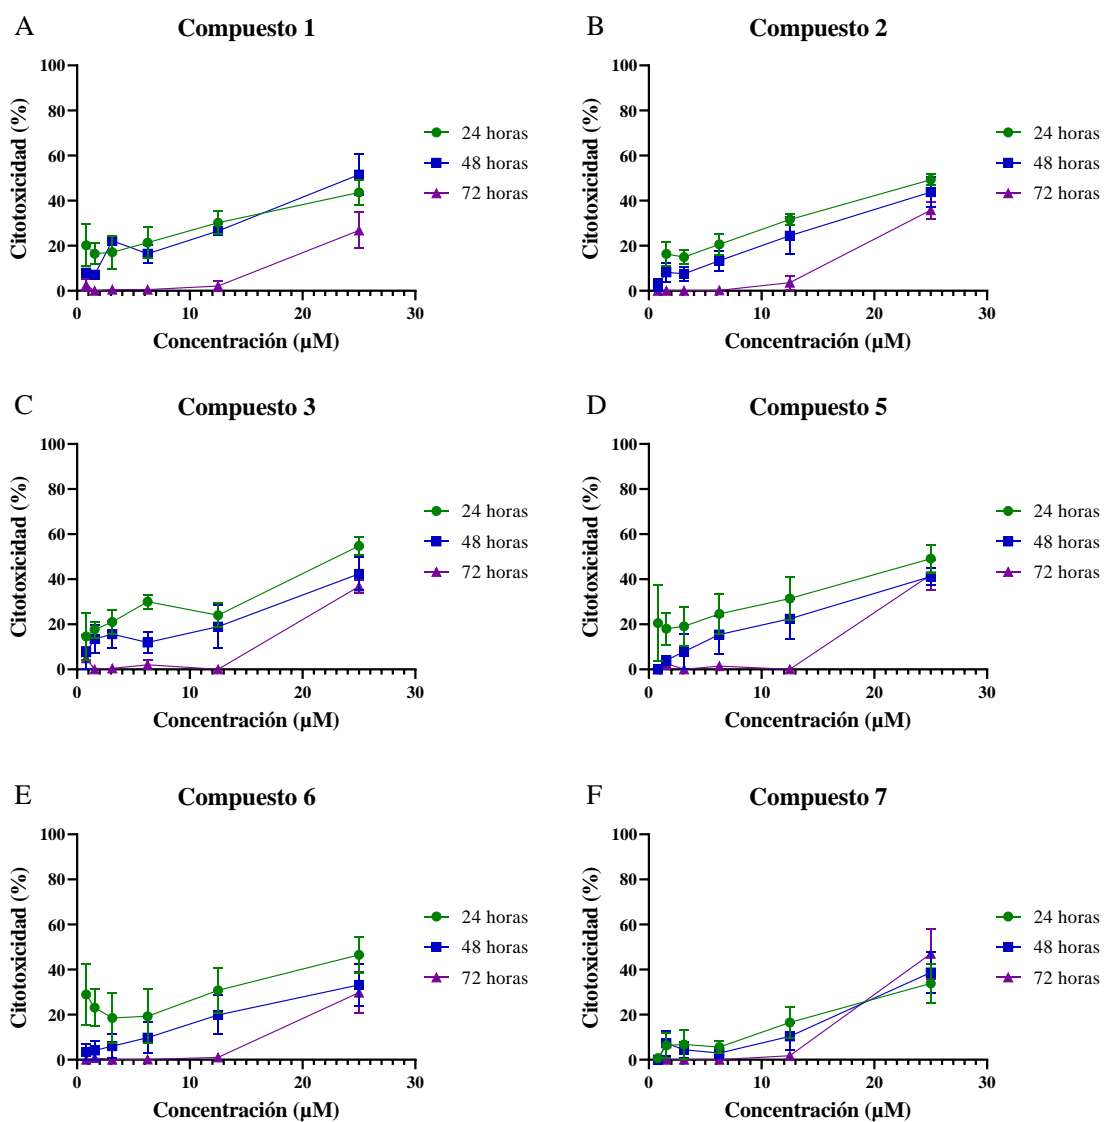 A
Compuesto 1
100
80
60
40
20
0
0
10
20
30
Citotoxicidad (%)
Concentración (µM)
24 horas
48 horas
72 horas
B
Compuesto 2
100
80
60
40
20
0
0
10
20
30
Citotoxicidad (%)
Concentración (µM)
24 horas
48 horas
72 horas
C
Compuesto 3
100
80
60
40
20
0
0
10
20
30
Citotoxicidad (%)
Concentración (µM)
24 horas
48 horas
72 horas
D
Compuesto 5
100
80
60
40
20
0
0
10
20
30
Citotoxicidad (%)
Concentración (µM)
24 horas
48 horas
72 horas
E
Compuesto 6
100
80
60
40
20
0
0
10
20
30
Citotoxicidad (%)
Concentración (µM)
24 horas
48 horas
72 horas
F
Compuesto 7
100
80
60
40
20
0
0
10
20
30
Citotoxicidad (%)
Concentración (µM)
24 horas
48 horas
72 horas